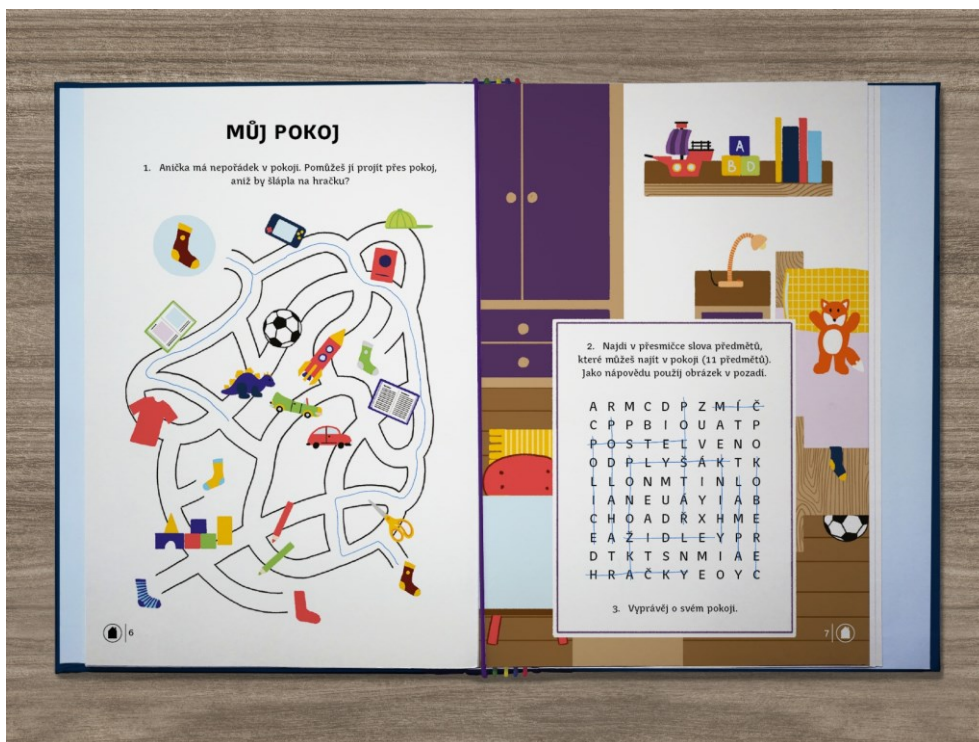 MŮJ POKOJ
1. Anička má nepořádek v pokoji. Pomůžeš jí projít přes pokoj,
aniž by šlápla na hračku?
6
A
B D
2. Najdi v přesmičce slova předmětů,
které můžeš najít v pokoji (11 předmětů).
Jako nápovědu použij obrázek v pozadí.
A R M C D P Z M Í Č
C P P B I O U A T P
P O S T E L V E N O
O D P L Y Š Á K T K
L L O N M T I N L O
I A N E U Á Y I A B
C H O A D Ř X H M E
E A Ž I D L E Y P R
D T K T S N M I A E
H R A Č K Y E O Y C
3. Vyprávěj o svém pokoji.
7